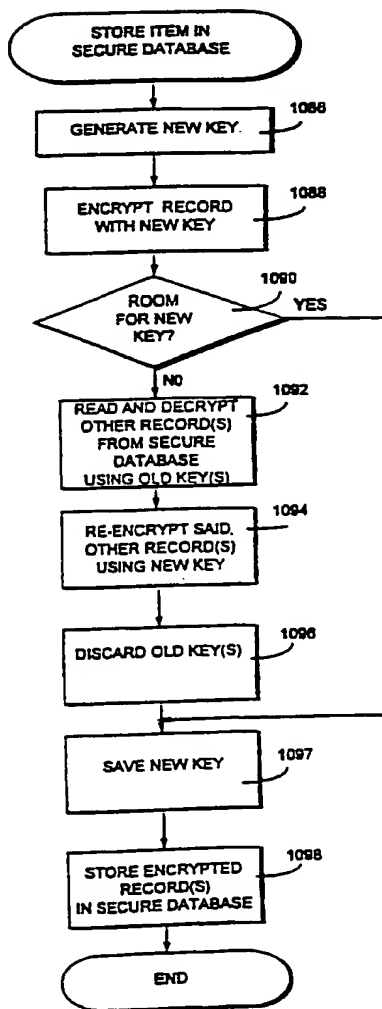 STORE ITEM IN
SECURE DATABASE
1086
GENERATE NEW KEY.
1088
ENCRYPT RECORD
WITH NEW KEY
1090
ROOM
FOR NEW
KEY?
YES
NO
1092
READ AND DECRYPT
OTHER RECORD(S)
FROM SECURE
DATABASE
USING OLD KEY(S)
1094
RE-ENCRYPT SAID.
OTHER RECORD(S)
USING NEW KEY
1096
DISCARD OLD KEY(S)
1097
SAVE NEW KEY
1098
STORE ENCRYPTED
RECORD(S)
IN SECURE DATABASE
END